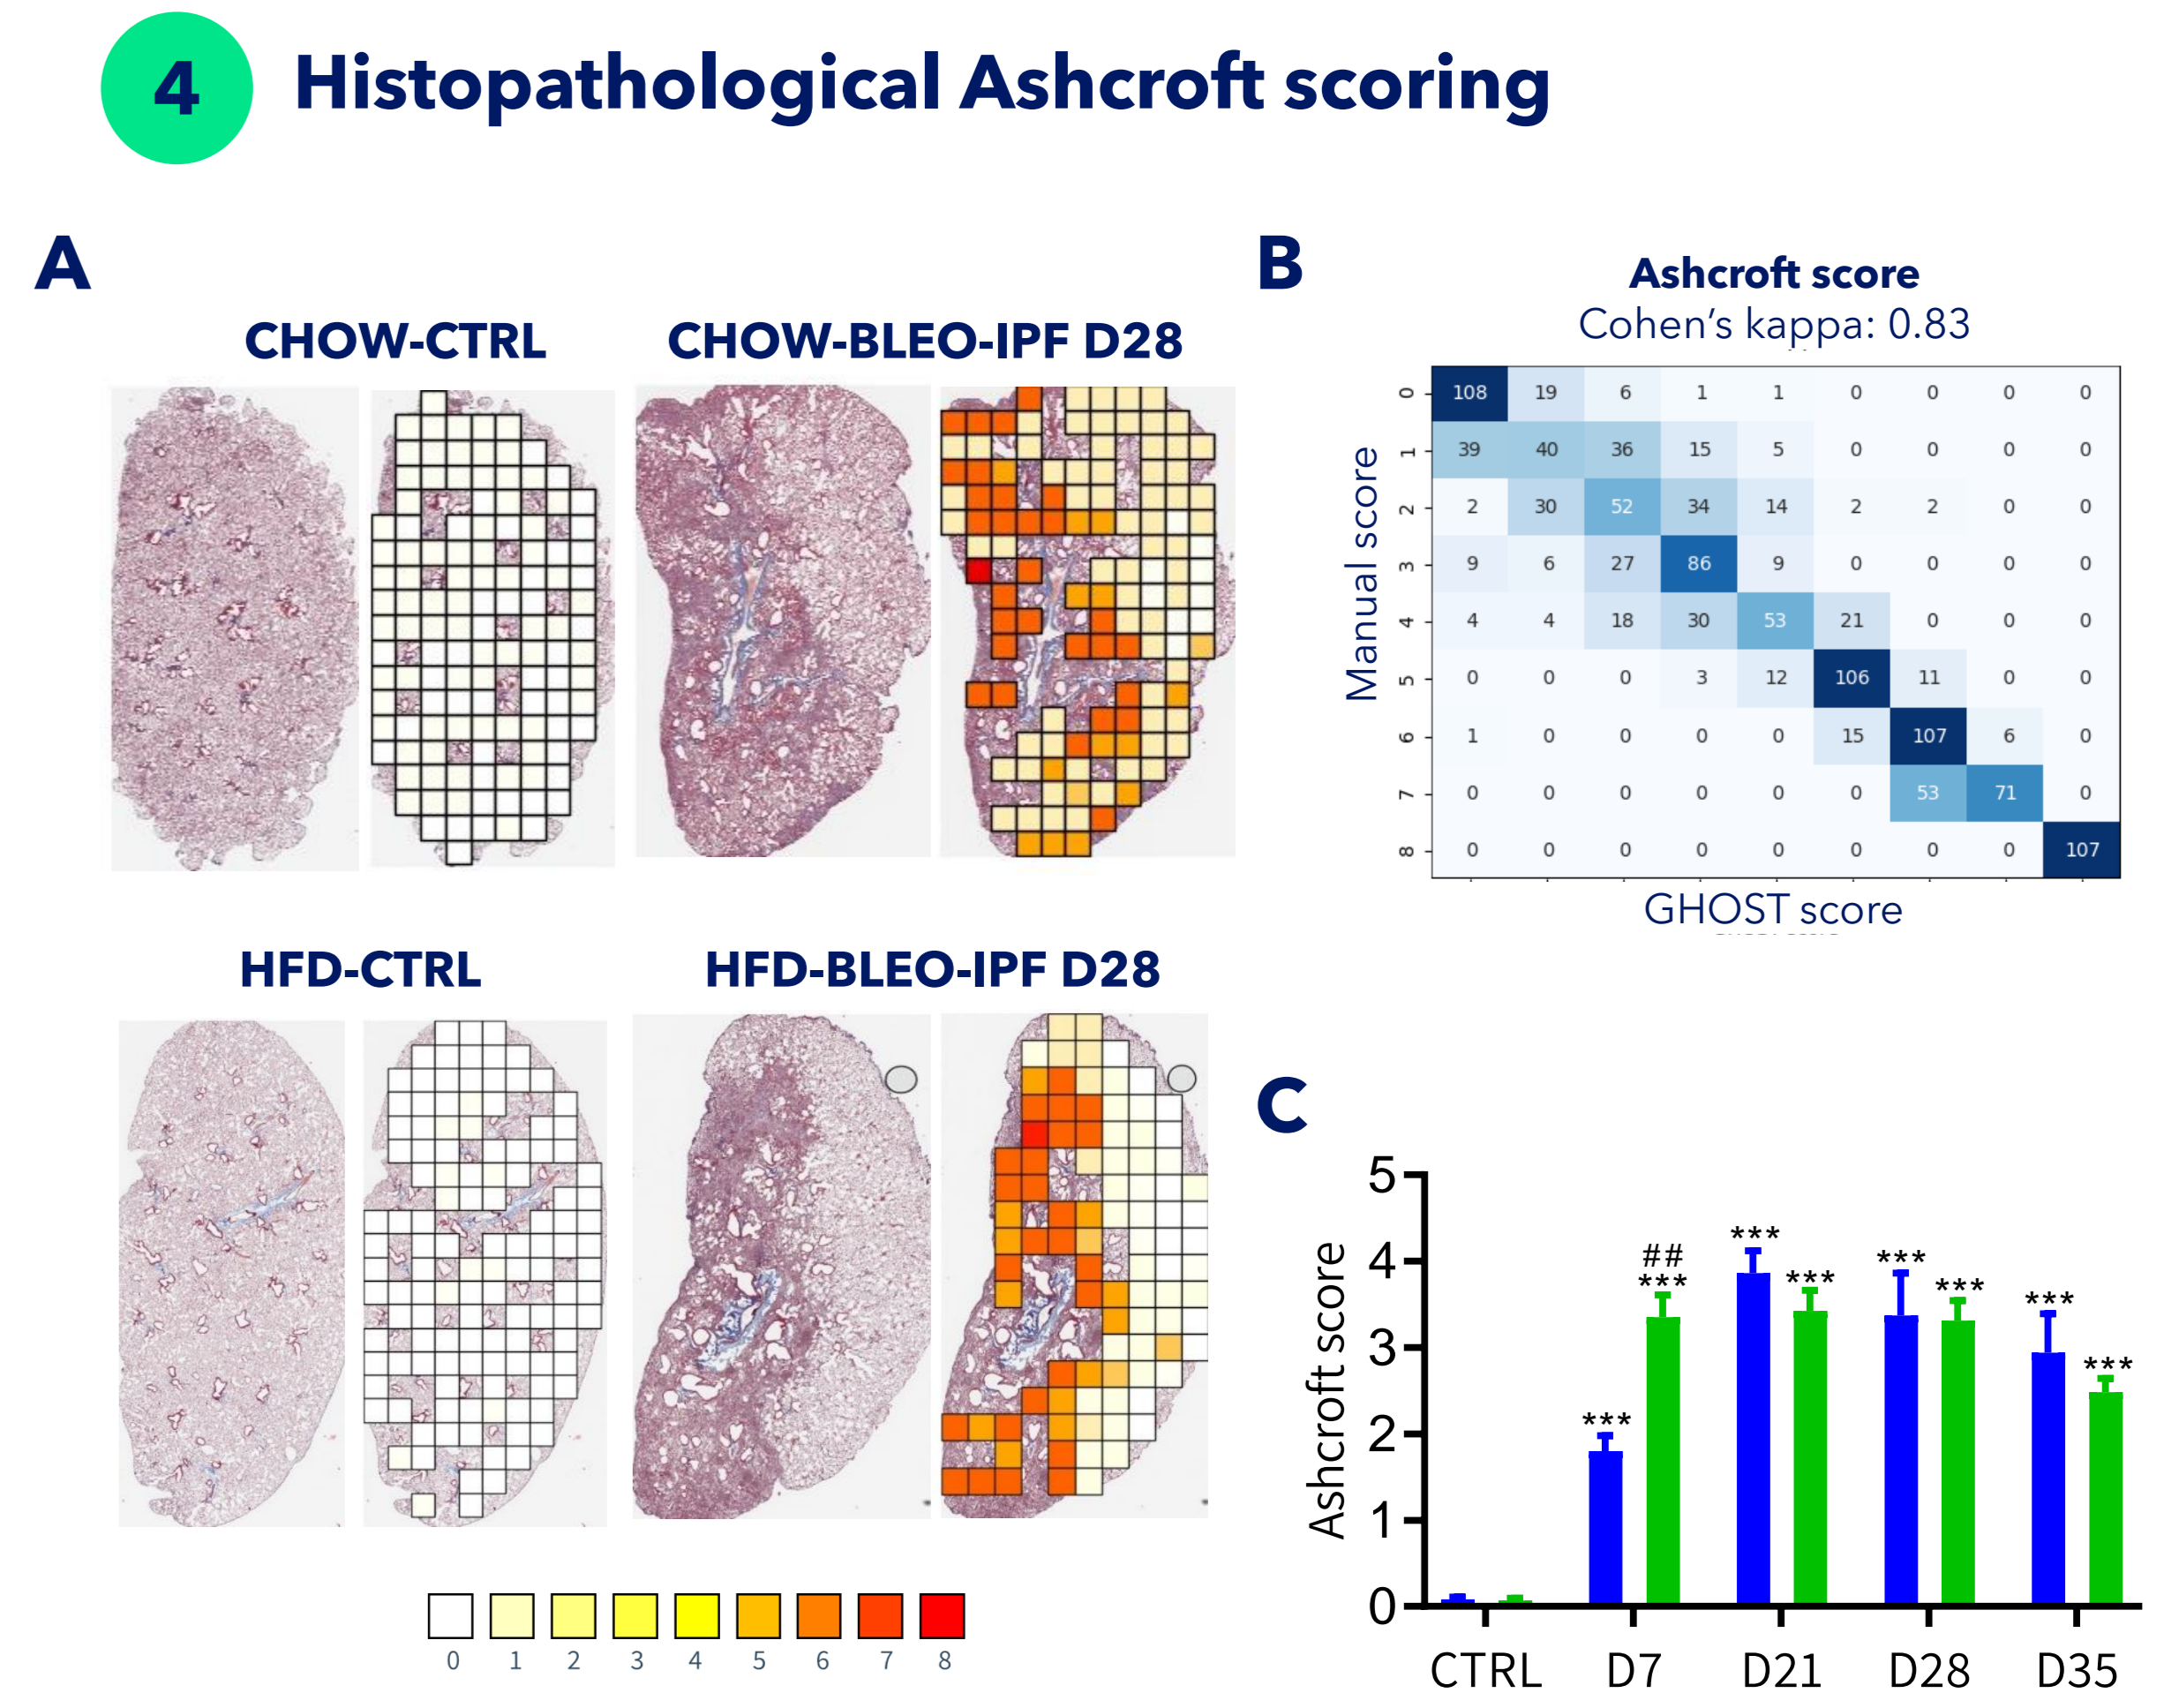 4 Histopathological Ashcroft scoring
A
CHOW-CTRL CHOW-BLEO-IPF D28
HFD-CTRL HFD-BLEO-IPF D28
0 1 2 3 4 5 6 7 8
B
Ashcroft score
Cohen's kappa: 0.83
Manual score
0 108 19 6 1 1 0 0 0 0
1 39 40 36 15 5 0 0 0 0
2 2 30 52 34 14 2 2 0 0
3 9 6 27 86 9 0 0 0 0
4 4 4 18 30 53 21 0 0 0
5 0 0 0 3 12 106 11 0 0
6 1 0 0 0 0 15 107 6 0
7 0 0 0 0 0 0 53 71 0
8 0 0 0 0 0 0 0 0 107
GHOST score
C
Ashcroft score
5
4
3
2
1
0
***
##
***
***
***
***
***
***
***
CTRL D7 D21 D28 D35